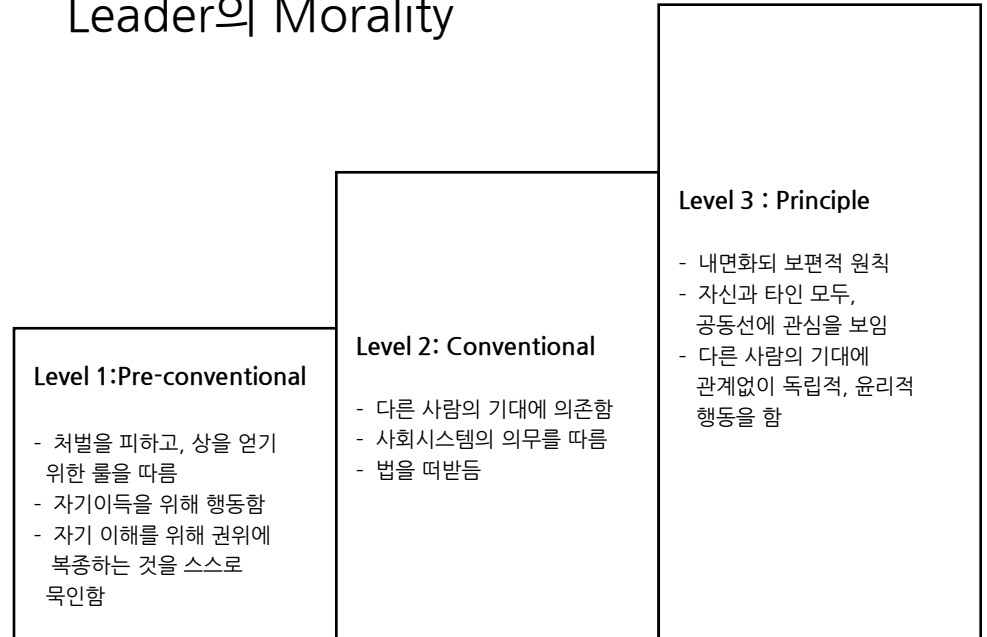 Leader의 Morality
Level 1:Pre-conventional
- 처벌을 피하고, 상을 얻기
위한 룰을 따름
- 자기이득을 위해 행동함
- 자기 이해를 위해 권위에
복종하는 것을 스스로
묵인함
Level 2: Conventional
- 다른 사람의 기대에 의존함
- 사회시스템의 의무를 따름
- 법을 떠받듬
Level 3 : Principle
- 내면화되 보편적 원칙
- 자신과 타인 모두,
공동선에 관심을 보임
- 다른 사람의 기대에
관계없이 독립적, 윤리적
행동을 함